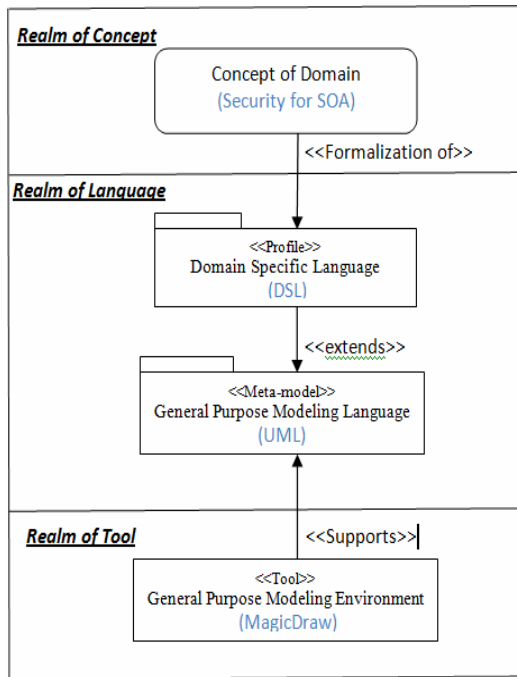 Realm of Concept
Concept of Domain
(Security for SOA)
<<Formalization of>>
Realm of Language
<<Profile>>
Domain Specific Language
(DSL)
<<extends>>
<<Meta-model>>
General Purpose Modeling Language
(UML)
Realm of Tool
<<Supports>>
<<Tool>>
General Purpose Modeling Environment
(MagicDraw)